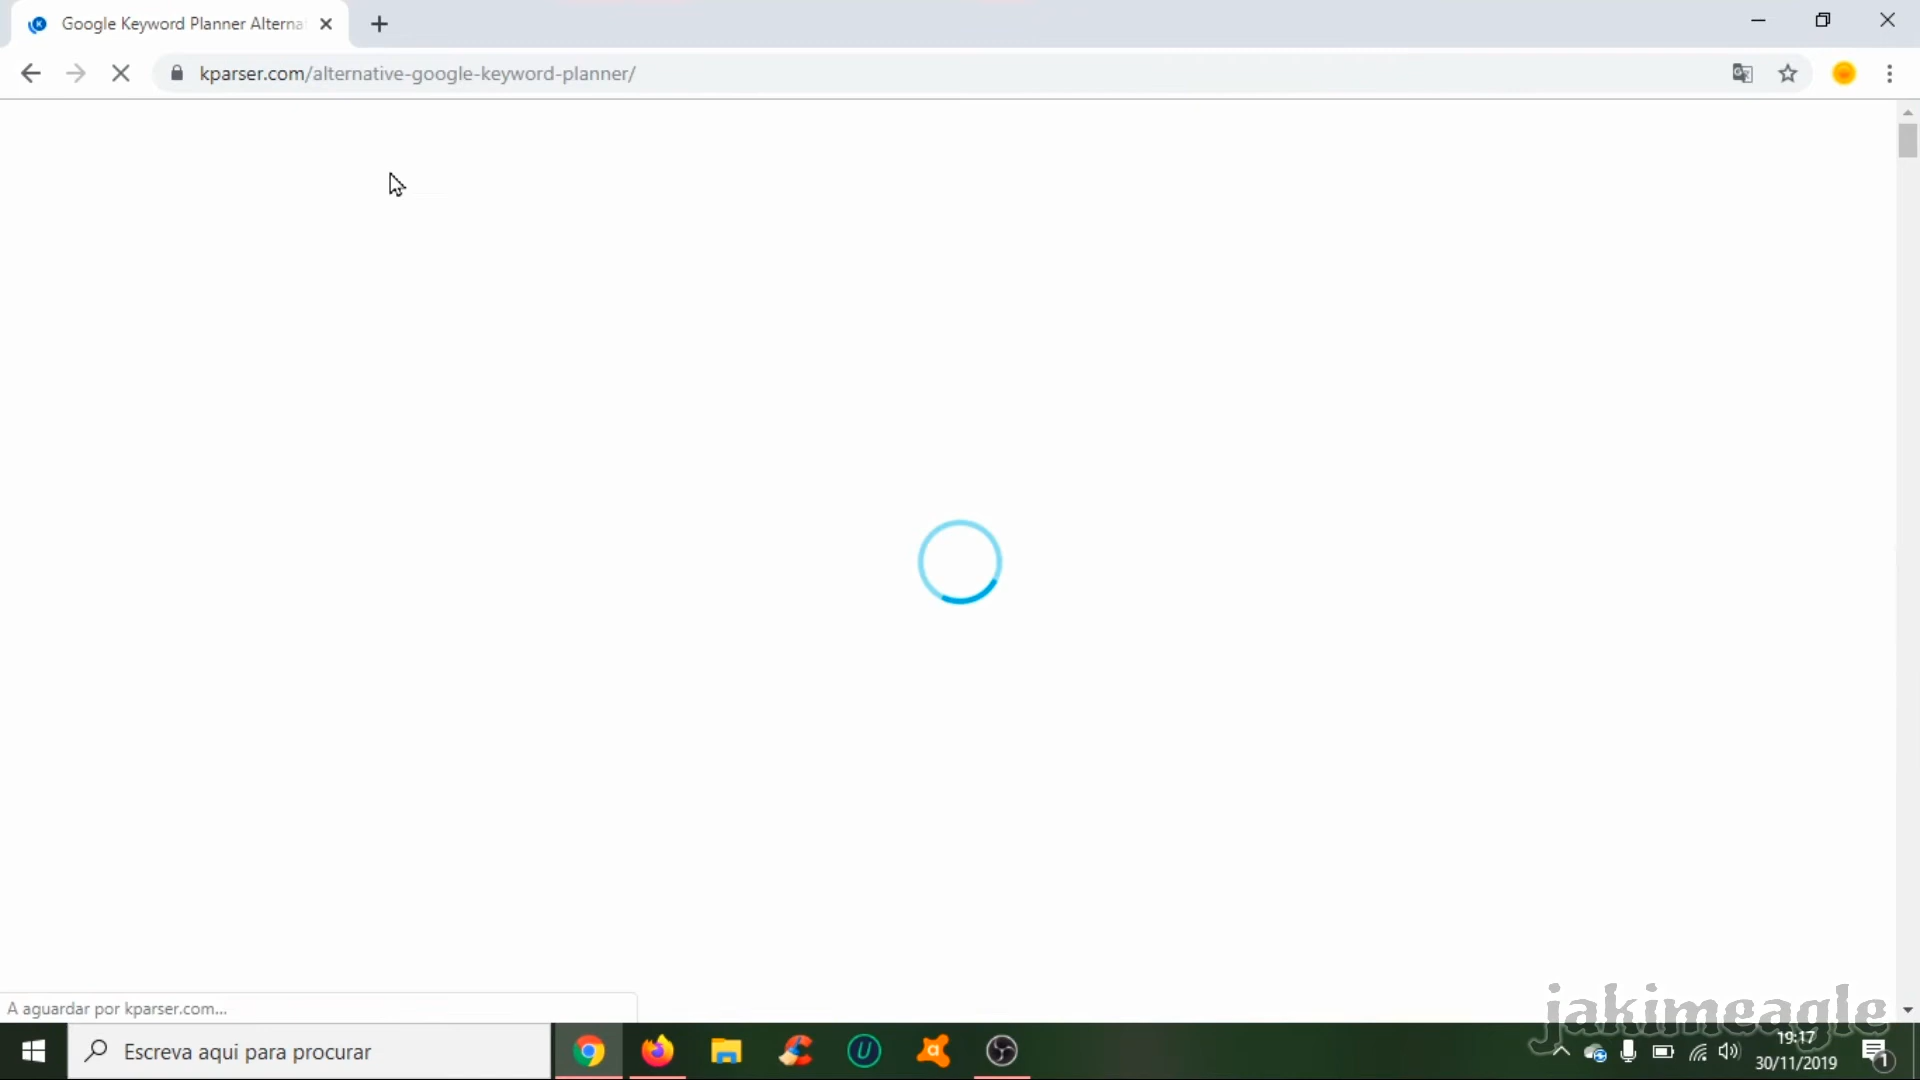 Google Keyword Planner Alterna
kparser.com/alternative-google-keyword-planner/
A aguardar por kparser.com...
jakimeagle
Escreva aqui para procurar
19:17
30/11/2019
1